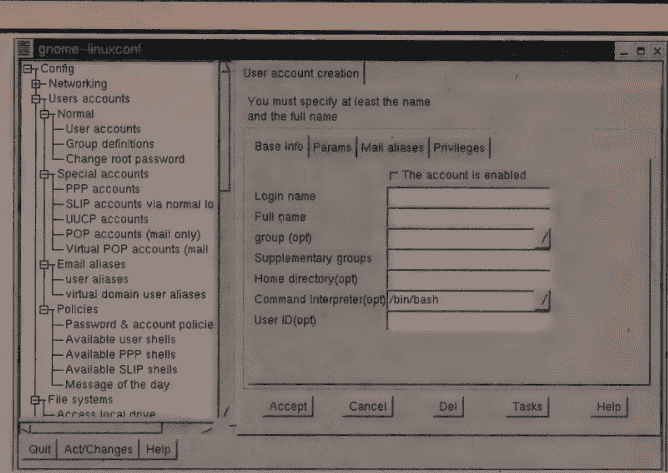 gnome-linuxconf
Config
Networking
Users accounts
Normal
User accounts
Group definitions
Change root password
Special accounts
PPP accounts
SLIP accounts via normal lo
UUCP accounts
POP accounts (mail only)
Virtual POP accounts (mail
Email aliases
user aliases
virtual domain user aliases
Policies
Password & account policie
Available user shells
Available PPP shells
Available SLIP shells
Message of the day
File systems
Access local drive
Quit Act/Changes Help
User account creation
You must specify at least the name
and the full name
Base info Params Mail aliases Privileges
The account is enabled
Login name
Full name
group (opt)
Supplementary groups
Home directory(opt)
Command interpreter(opt) /bin/bash
User ID(opt)
Accept Cancel Del Tasks Help